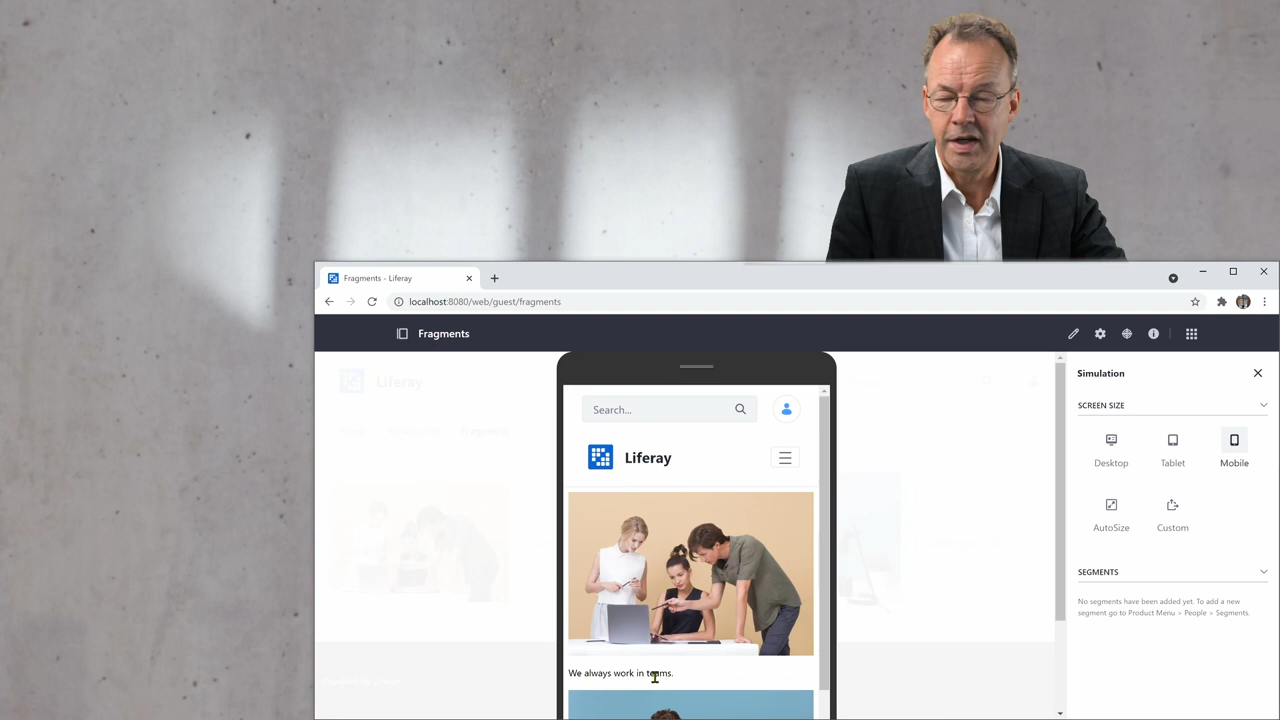 Fragments - Liferay
localhost:8080/web/guest/fragments
Fragments
Liferay
Simulation
SCREEN SIZE
Desktop
Tablet
Mobile
AutoSize
Custom
SEGMENTS
No segments have been added yet. To add a new
segment go to Product Menu > People > Segments.
Search...
Liferay
We always work in teams.